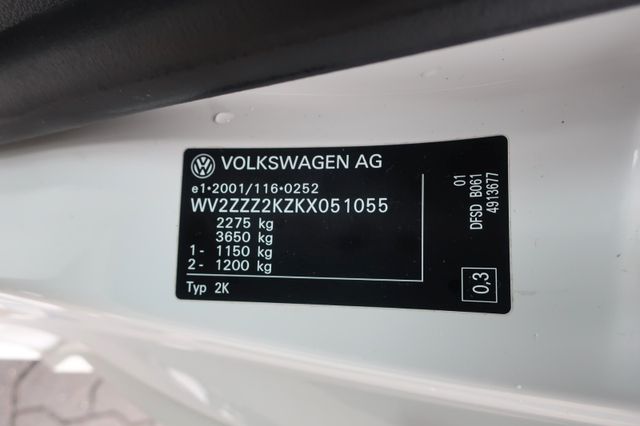 VOLKSWAGEN AG
e1•2001/116•0252
WV2ZZZ2KZKX051055
2275 kg
3650 kg
1- 1150 kg
2- 1200 kg
Typ 2K
01
DFSD B061
4913677
0,3